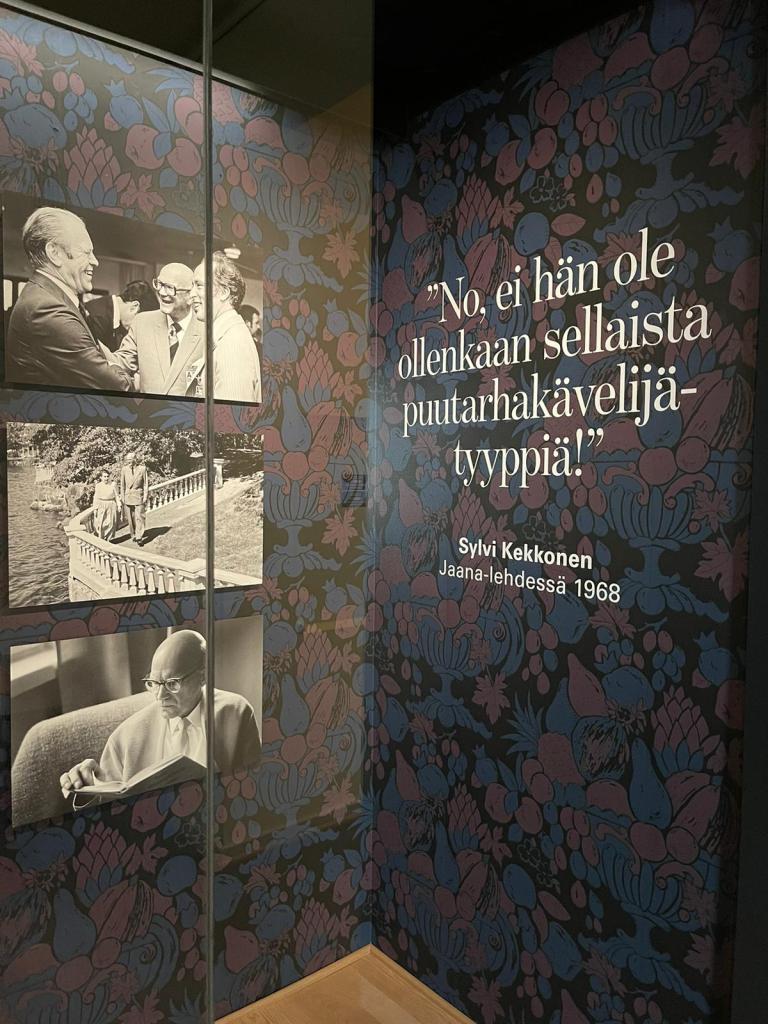 ”No, ei hän ole
ollenkaan sellaista
puutarhakävelijä-
tyyppiä!”
Sylvi Kekkonen
Jaana-lehdessä 1968